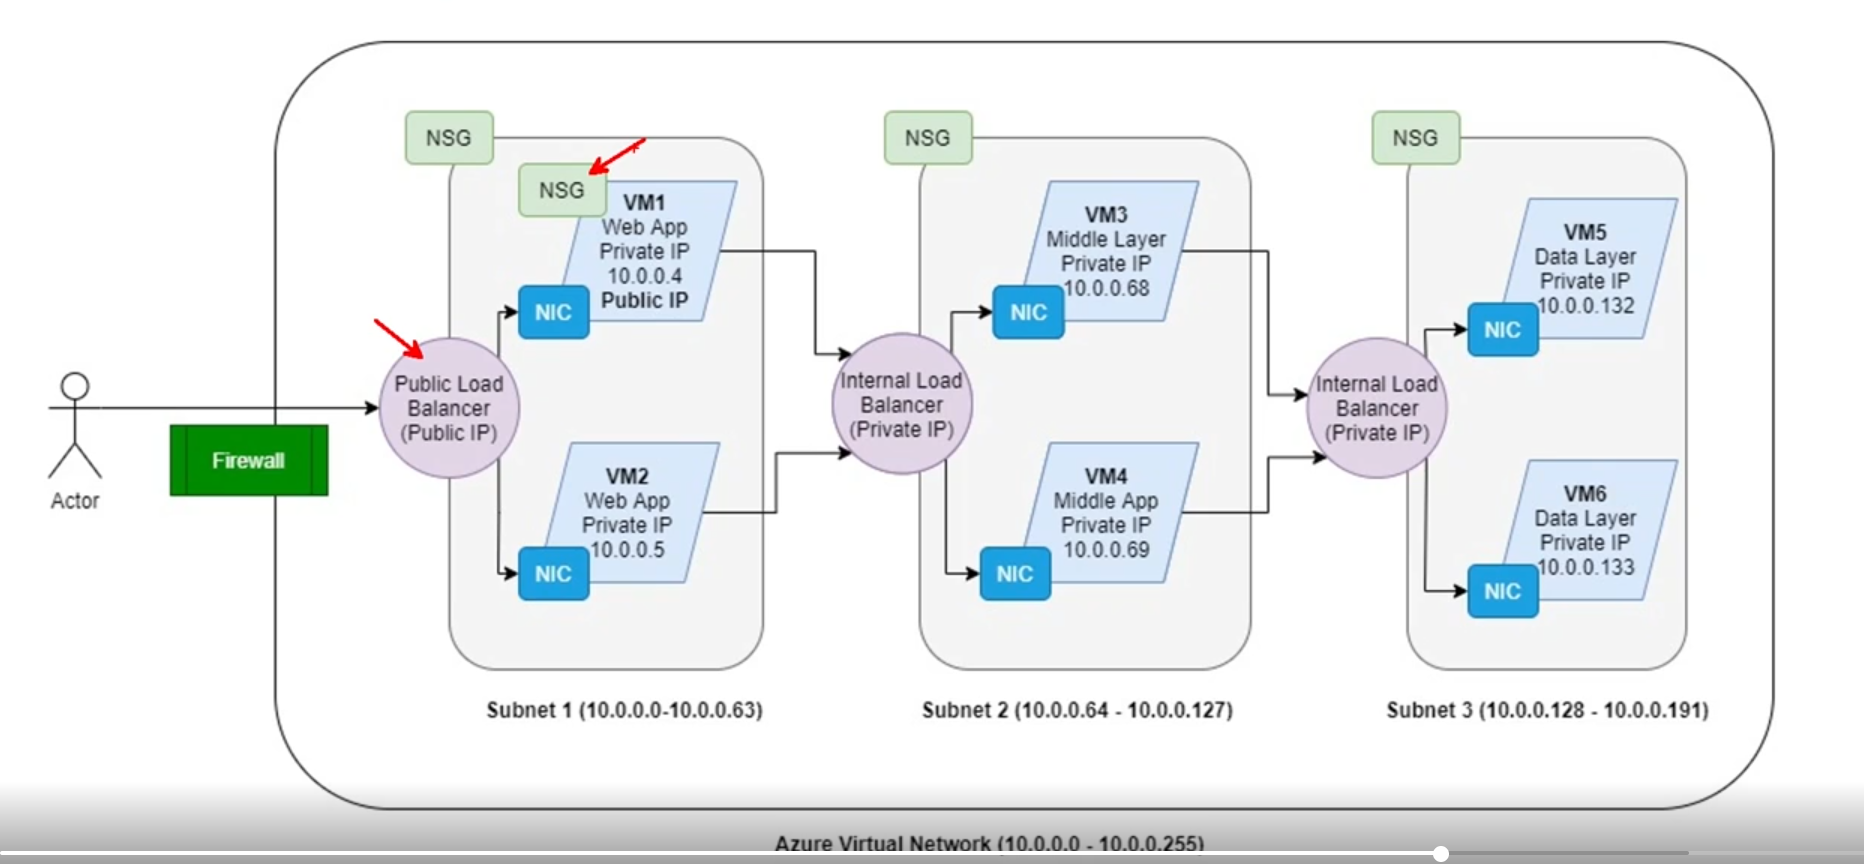 NSG
NSG
VM1
Web App
Private IP
10.0.0.4
Public IP
NIC
Public Load
Balancer
(Public IP)
Actor
Firewall
VM2
Web App
Private IP
10.0.0.5
NIC
Subnet 1 (10.0.0.0-10.0.0.63)
NSG
VM3
Middle Layer
Private IP
10.0.0.68
NIC
Internal Load
Balancer
(Private IP)
VM4
Middle App
Private IP
10.0.0.69
NIC
Subnet 2 (10.0.0.64 - 10.0.0.127)
NSG
VM5
Data Layer
Private IP
10.0.0.132
NIC
Internal Load
Balancer
(Private IP)
VM6
Data Layer
Private IP
10.0.0.133
NIC
Subnet 3 (10.0.0.128 - 10.0.0.191)
Azure Virtual Network (10.0.0.0 - 10.0.0.255)